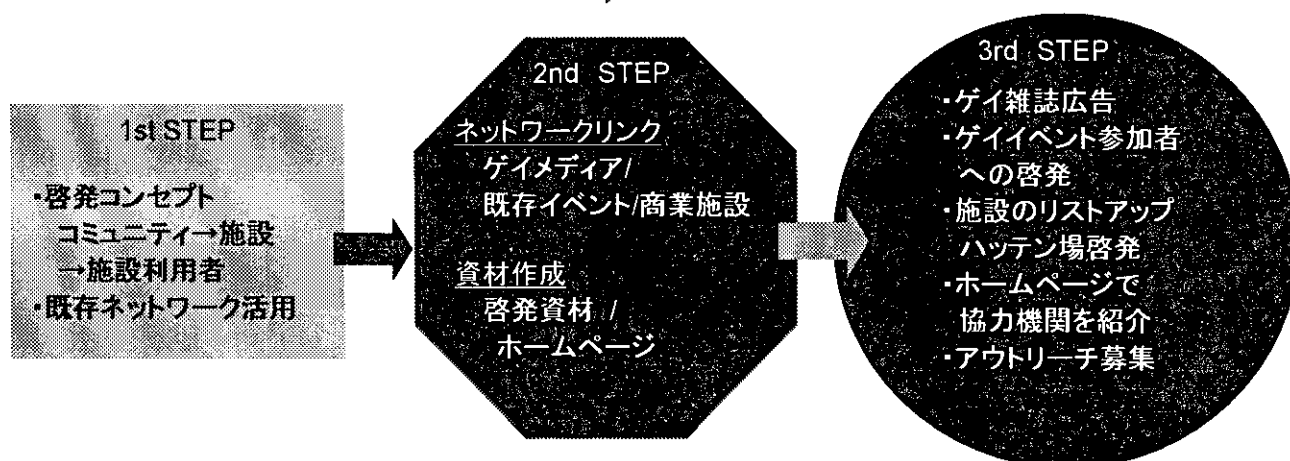 1st STEP
・啓発コンセプト
コミュニティ→施設
→施設利用者
・既存ネットワーク活用
2nd STEP
ネットワークリンク
ゲイメディア/
既存イベント/商業施設
資材作成
啓発資材 /
ホームページ
3rd STEP
・ゲイ雑誌広告
・ゲイイベント参加者
への啓発
・施設のリストアップ
ハッテン場啓発
・ホームページで
協力機関を紹介
・アウトリーチ募集